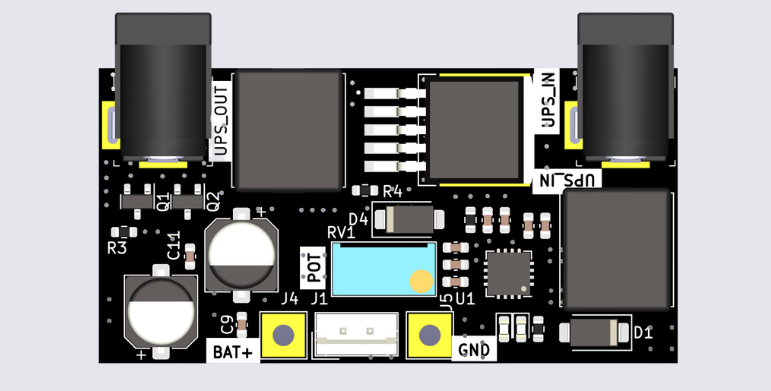 UPS_OUT
UPS_IN
UPS_IN
Q1
Q2
R4
D4
RV1
R3
C11
+
POT
J4
J1
J5
U1
C9
BAT+
GND
D1
+